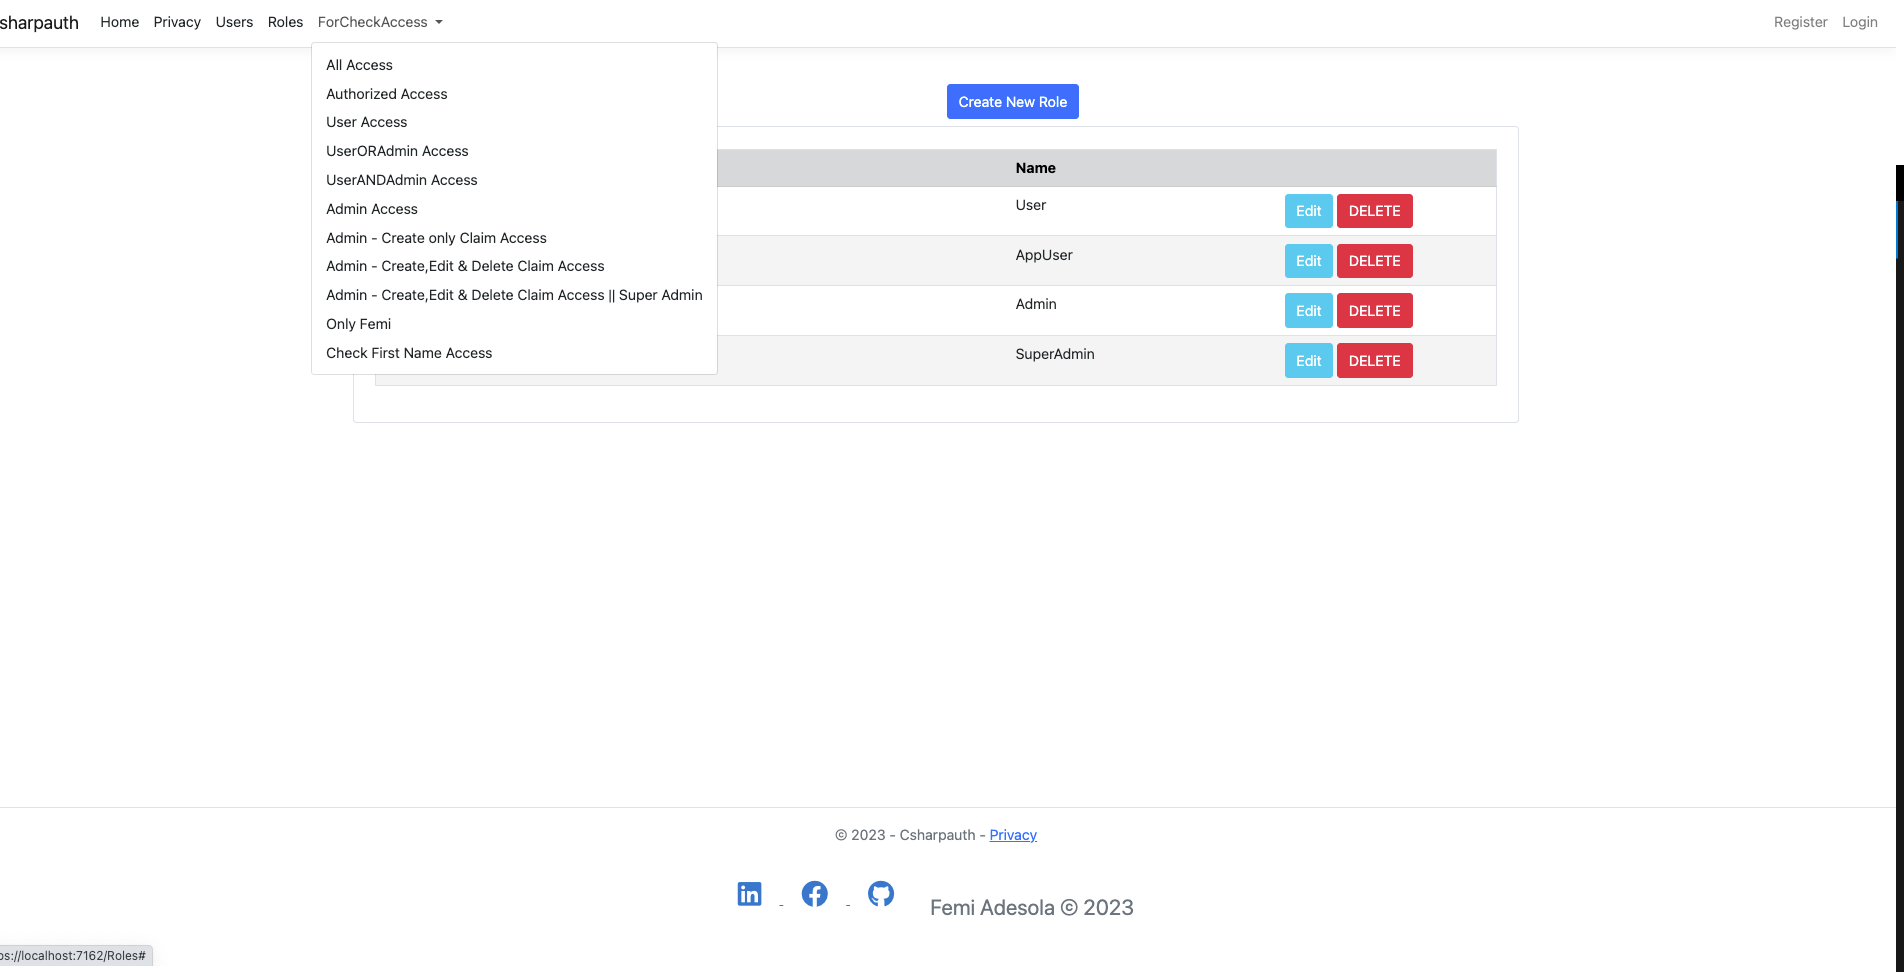 sharpauth Home Privacy Users Roles ForCheckAccess Register Login
All Access
Authorized Access
User Access
UserORAdmin Access
UserANDAdmin Access
Admin Access
Admin - Create only Claim Access
Admin - Create,Edit & Delete Claim Access
Admin - Create,Edit & Delete Claim Access || Super Admin
Only Femi
Check First Name Access
Create New Role
Name
User Edit DELETE
AppUser Edit DELETE
Admin Edit DELETE
SuperAdmin Edit DELETE
© 2023 - Csharpauth - Privacy
in
Femi Adesola © 2023
ps://localhost:7162/Roles#